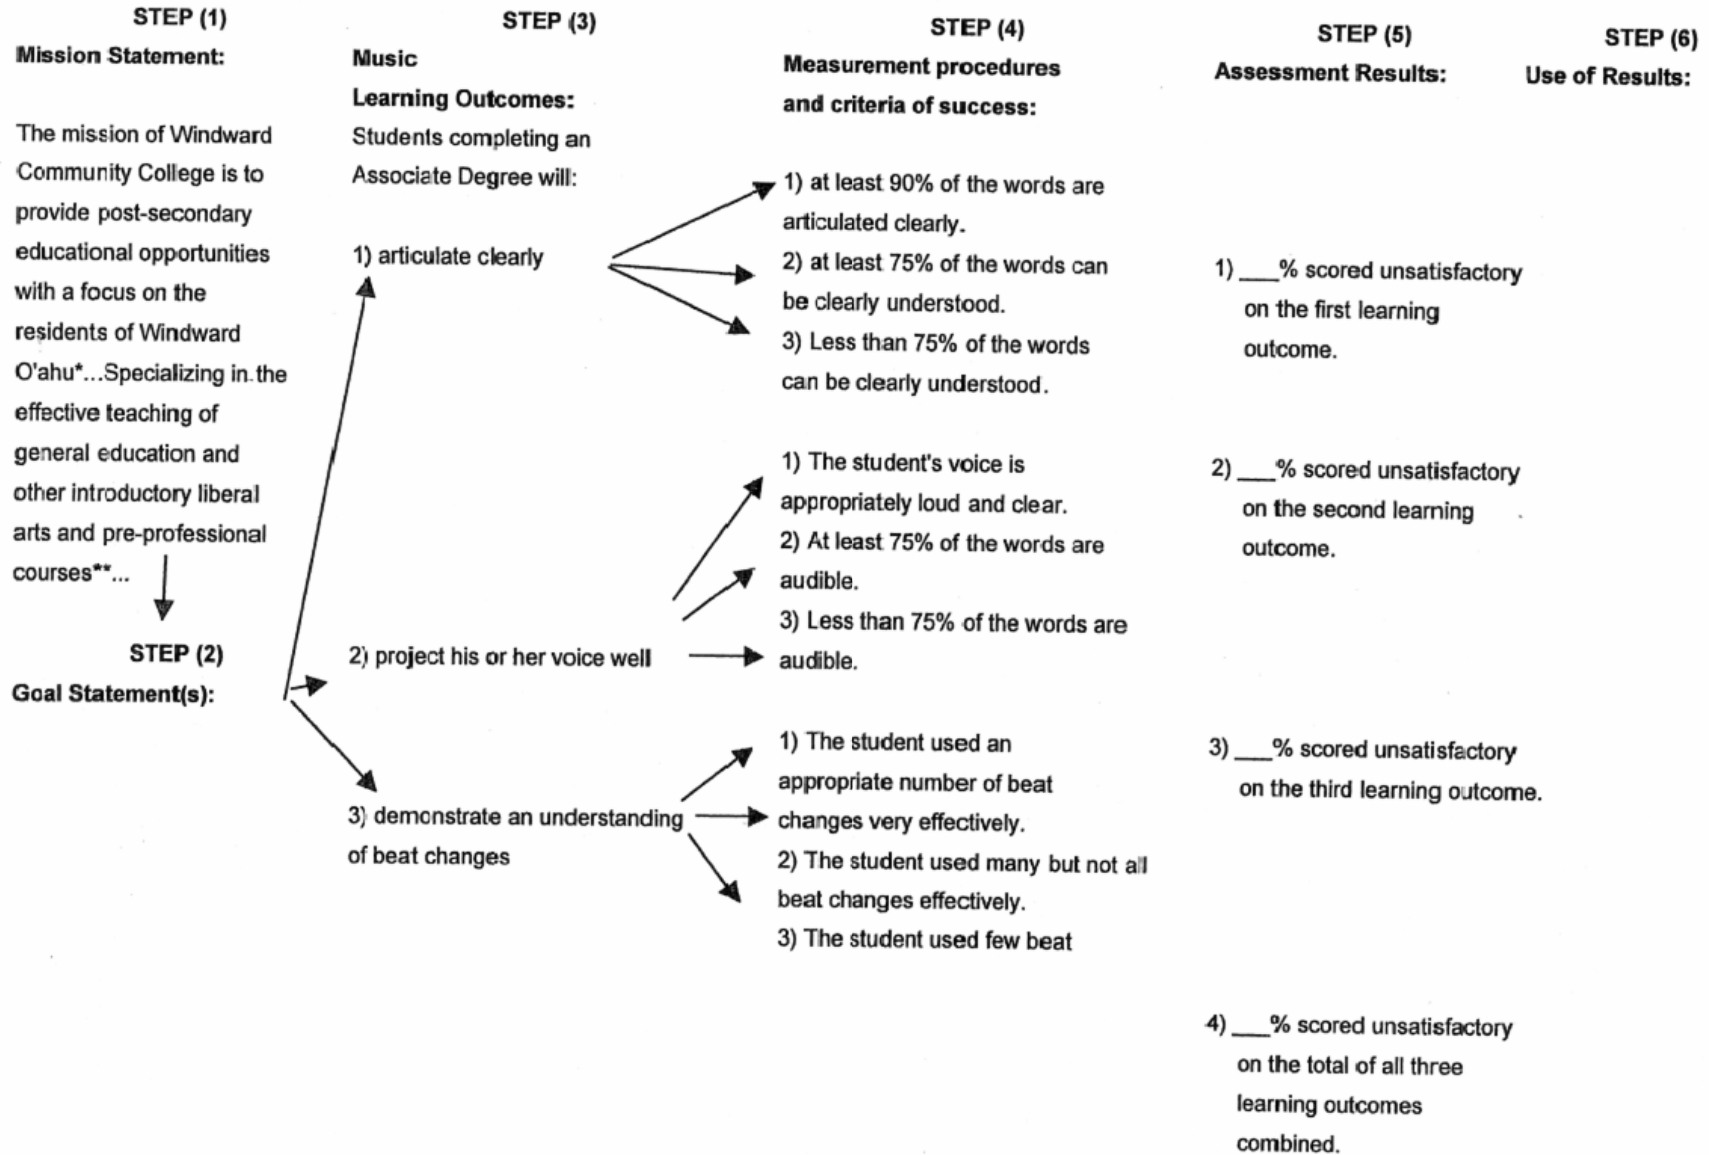 STEP (1)
Mission Statement:
The mission of Windward
Community College is to
provide post-secondary
educational opportunities
with a focus on the
residents of Windward
O'ahu*...Specializing in the
effective teaching of
general education and
other introductory liberal
arts and pre-professional
courses**...
STEP (2)
Goal Statement(s):
STEP (3)
Music
Learning Outcomes:
Students completing an
Associate Degree will:
1) articulate clearly
2) project his or her voice well
3) demonstrate an understanding
of beat changes
STEP (4)
Measurement procedures
and criteria of success:
1) at least 90% of the words are
articulated clearly.
2) at least 75% of the words can
be clearly understood.
3) Less than 75% of the words
can be clearly understood.
1) The student's voice is
appropriately loud and clear.
2) At least 75% of the words are
audible.
3) Less than 75% of the words are
audible.
1) The student used an
appropriate number of beat
changes very effectively.
2) The student used many but not all
beat changes effectively.
3) The student used few beat
STEP (5)
Assessment Results:
1) ___% scored unsatisfactory
on the first learning
outcome.
2) ___% scored unsatisfactory
on the second learning
outcome.
3) ___% scored unsatisfactory
on the third learning outcome.
4) ___% scored unsatisfactory
on the total of all three
learning outcomes
combined.
STEP (6)
Use of Results: